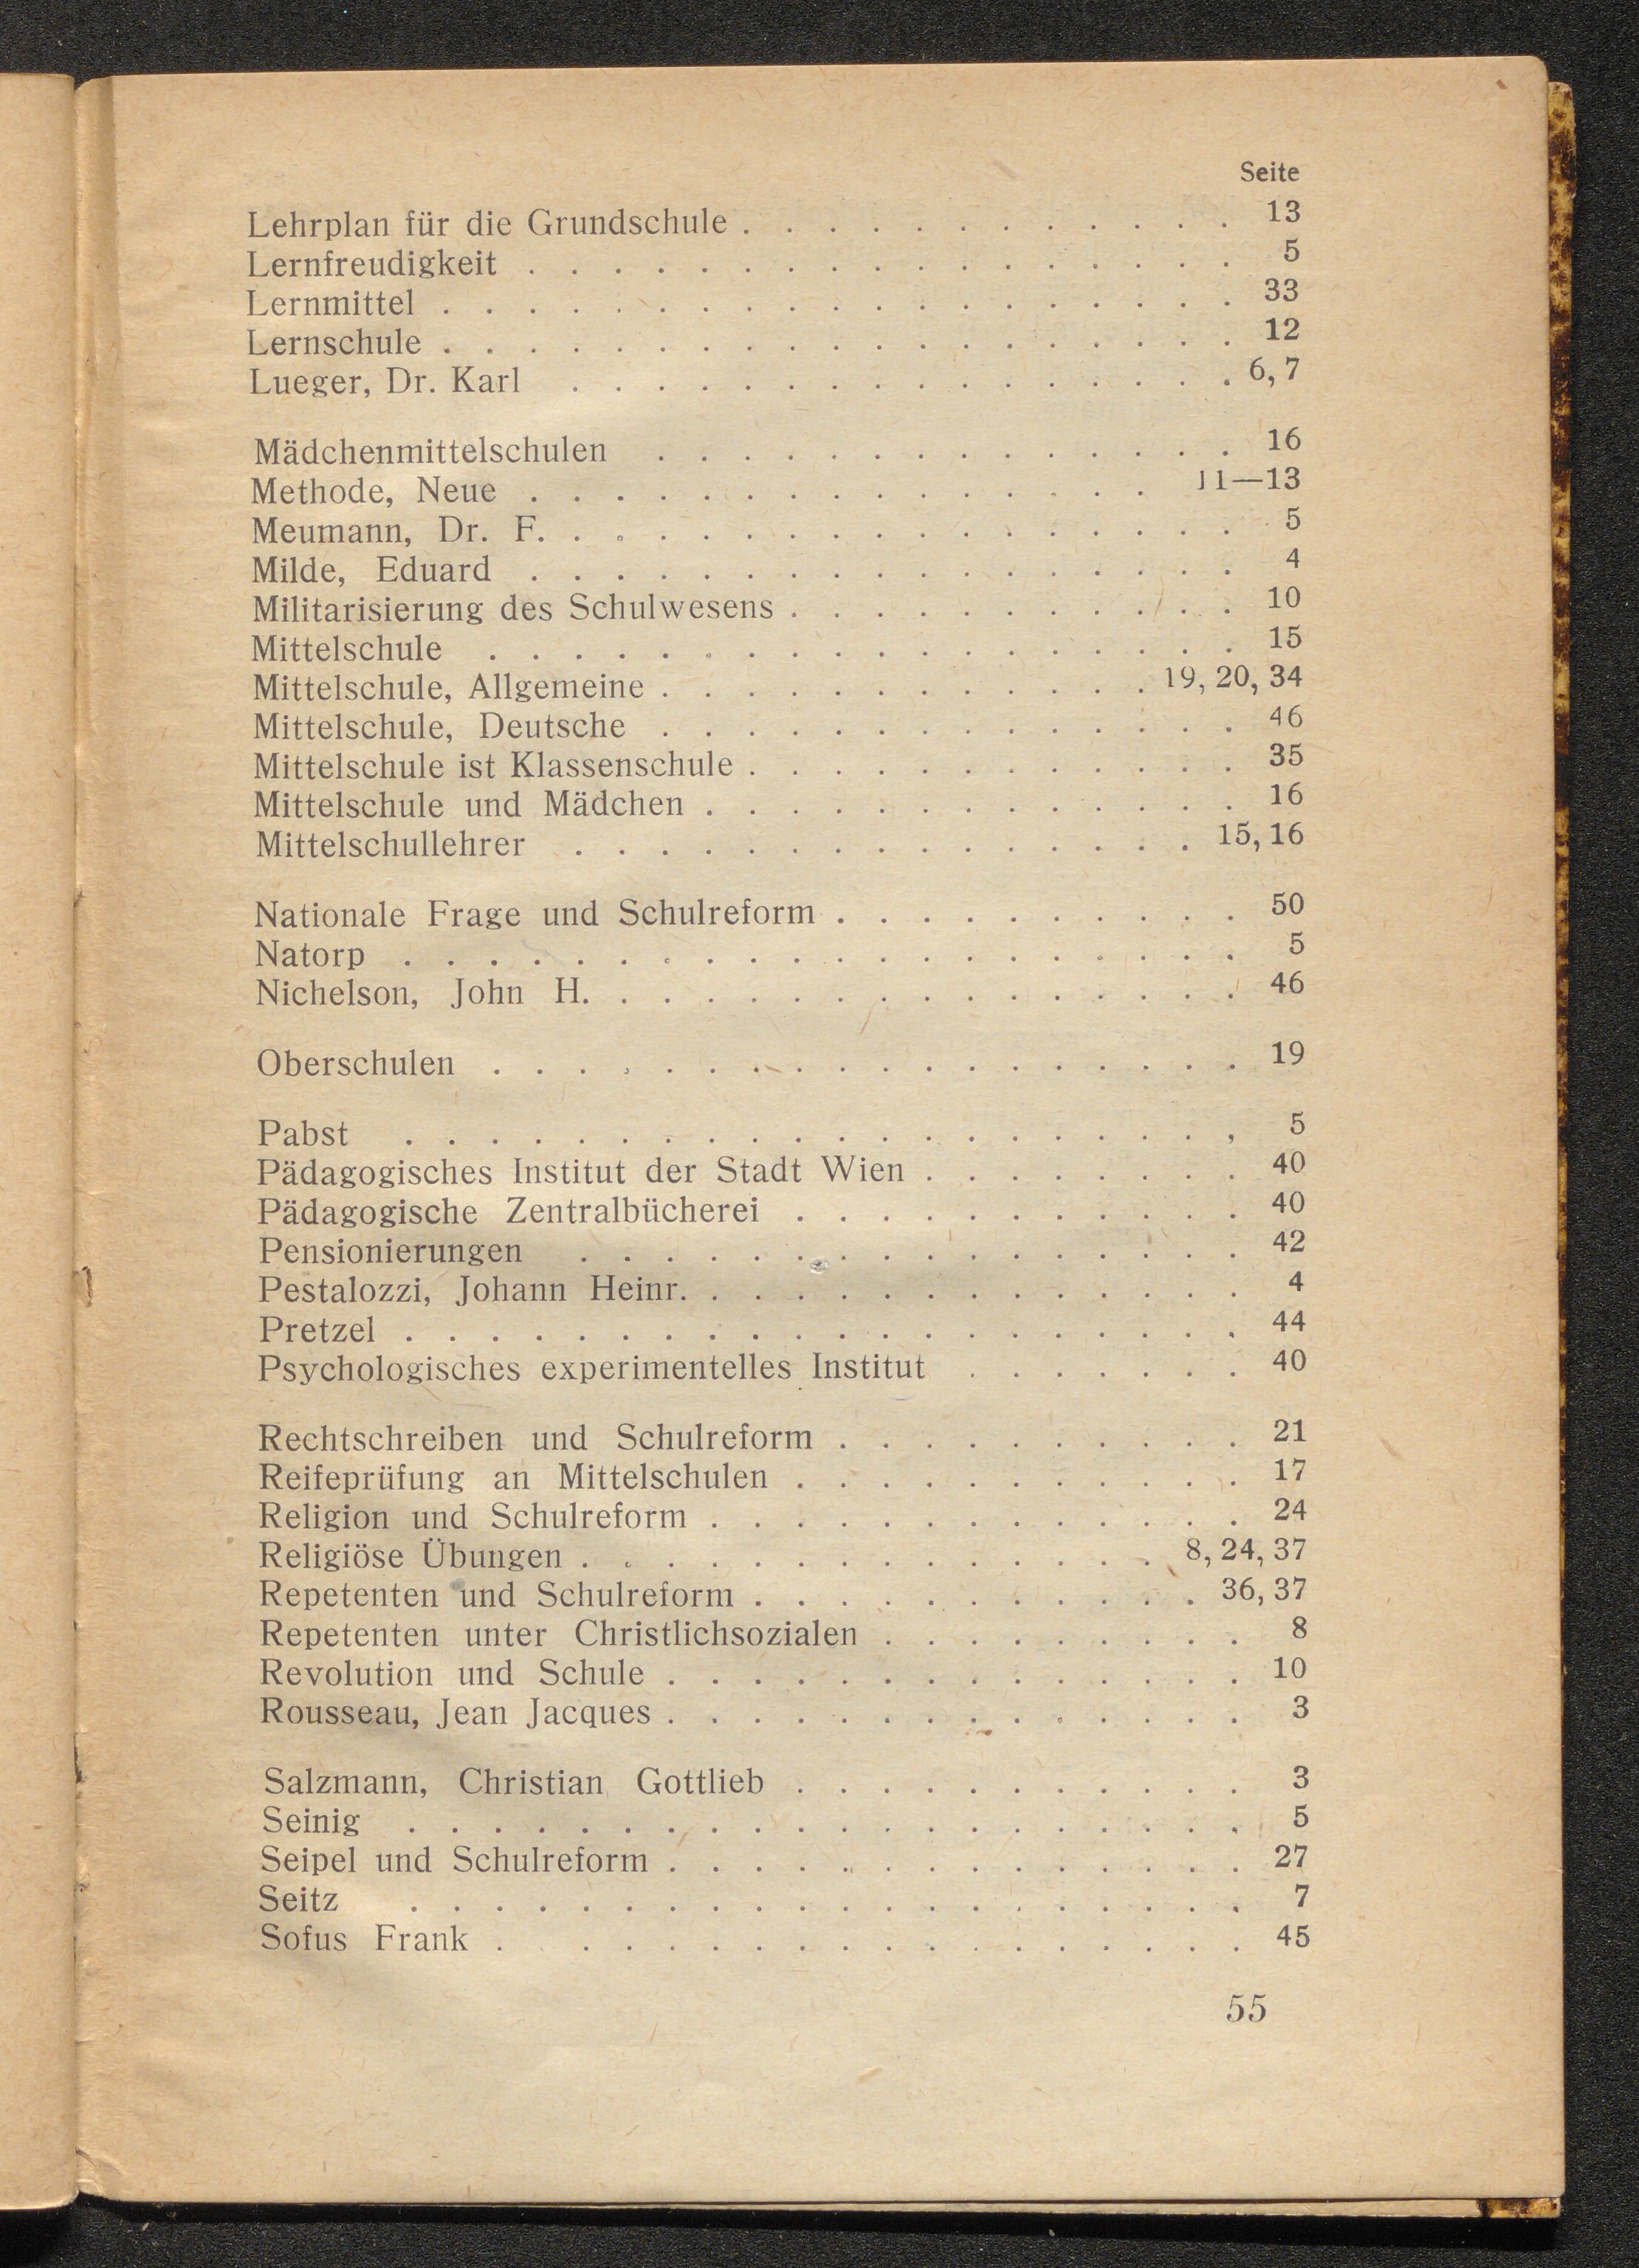 Seite
Lehrplan für die Grundschule . . . . . . . . . . . . 13
Lernfreudigkeit . . . . . . . . . . . . . . . . . 5
Lernmittel . . . . . . . . . . . . . . . . . . . 33
Lernschule . . . . . . . . . . . . . . . . . . . 12
Lueger, Dr. Karl . . . . . . . . . . . . . . . . 6, 7
Mädchenmittelschulen . . . . . . . . . . . . . . 16
Methode, Neue . . . . . . . . . . . . . . . 11—13
Meumann, Dr. F. . . . . . . . . . . . . . . . . 5
Milde, Eduard . . . . . . . . . . . . . . . . . 4
Militarisierung des Schulwesens . . . . . . . . . . . 10
Mittelschule . . . . . . . . . . . . . . . . . . 15
Mittelschule, Allgemeine . . . . . . . . . . . . 19, 20, 34
Mittelschule, Deutsche . . . . . . . . . . . . . . 46
Mittelschule ist Klassenschule . . . . . . . . . . . . 35
Mittelschule und Mädchen . . . . . . . . . . . . . 16
Mittelschullehrer . . . . . . . . . . . . . . . 15, 16
Nationale Frage und Schulreform . . . . . . . . . . 50
Natorp . . . . . . . . . . . . . . . . . . . . 5
Nichelson, John H. . . . . . . . . . . . . . . . 46
Oberschulen . . . . . . . . . . . . . . . . . . 19
Pabst . . . . . . . . . . . . . . . . . . . . 5
Pädagogisches Institut der Stadt Wien . . . . . . . . 40
Pädagogische Zentralbücherei . . . . . . . . . . . 40
Pensionierungen . . . . . . . . . . . . . . . . 42
Pestalozzi, Johann Heinr. . . . . . . . . . . . . . 4
Pretzel . . . . . . . . . . . . . . . . . . . . 44
Psychologisches experimentelles Institut . . . . . . . 40
Rechtschreiben und Schulreform . . . . . . . . . . 21
Reifeprüfung an Mittelschulen . . . . . . . . . . . 17
Religion und Schulreform . . . . . . . . . . . . . 24
Religiöse Übungen . . . . . . . . . . . . . . 8, 24, 37
Repetenten und Schulreform . . . . . . . . . . . 36, 37
Repetenten unter Christlichsozialen . . . . . . . . . 8
Revolution und Schule . . . . . . . . . . . . . . 10
Rousseau, Jean Jacques . . . . . . . . . . . . . . 3
Salzmann, Christian Gottlieb . . . . . . . . . . . 3
Seinig . . . . . . . . . . . . . . . . . . . . 5
Seipel und Schulreform . . . . . . . . . . . . . . 27
Seitz . . . . . . . . . . . . . . . . . . . . 7
Sofus Frank . . . . . . . . . . . . . . . . . . 45
55